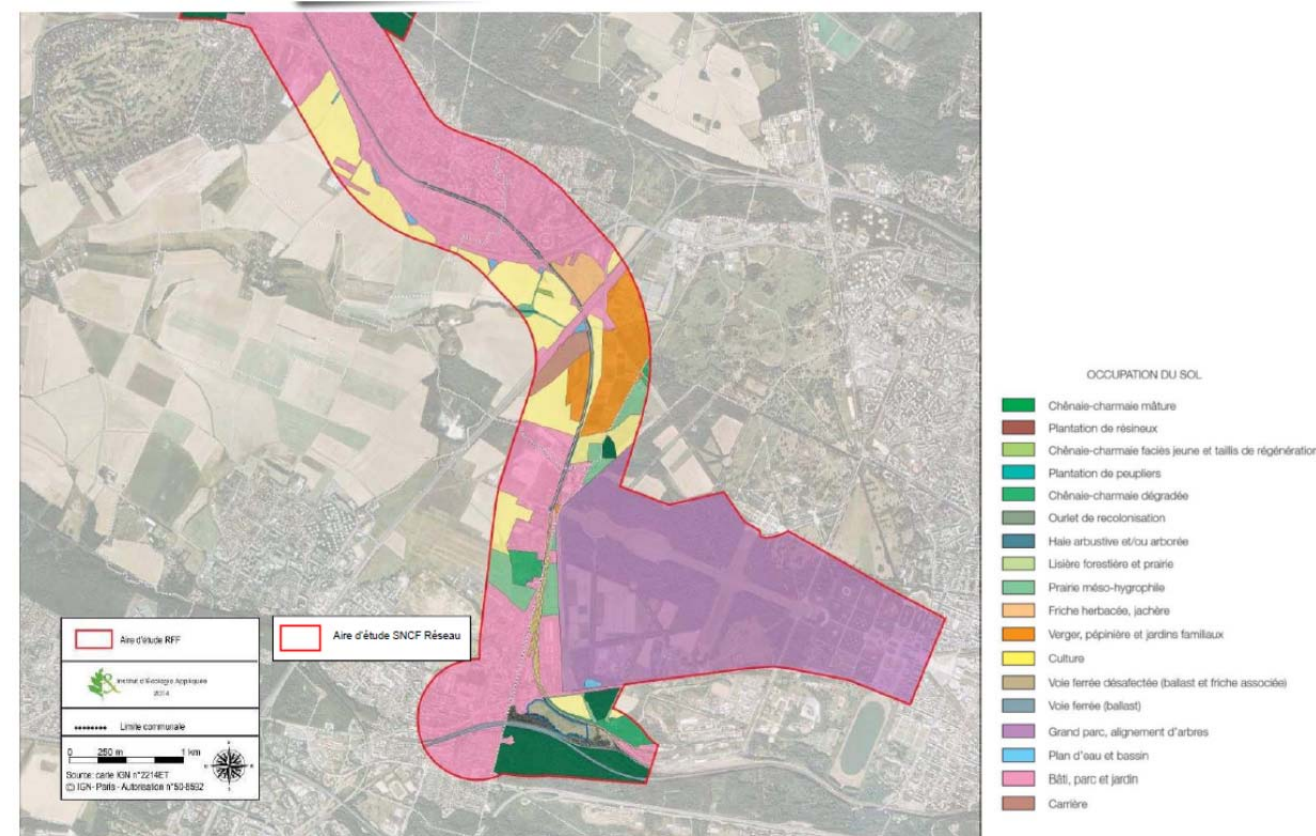 Aire d'étude RFF
Institut d'Ecologie Appliquée
2014
Limite communale
0 250 m 1 km
Source: carte IGN n°2214ET
© IGN- Paris - Autorisation n°50-8532
Aire d'étude SNCF Réseau
OCCUPATION DU SOL
Chênaie-charmaie mâture
Plantation de résineux
Chênaie-charmaie faciès jeune et taillis de régénération
Plantation de peupliers
Chênaie-charmaie dégradée
Ourlet de recolonisation
Haie arbustive et/ou arborée
Lisière forestière et prairie
Prairie méso-hygrophile
Friche herbacée, jachère
Verger, pépinière et jardins familiaux
Culture
Voie ferrée désafectée (ballast et friche associée)
Voie ferrée (ballast)
Grand parc, alignement d'arbres
Plan d'eau et bassin
Bâti, parc et jardin
Carrière